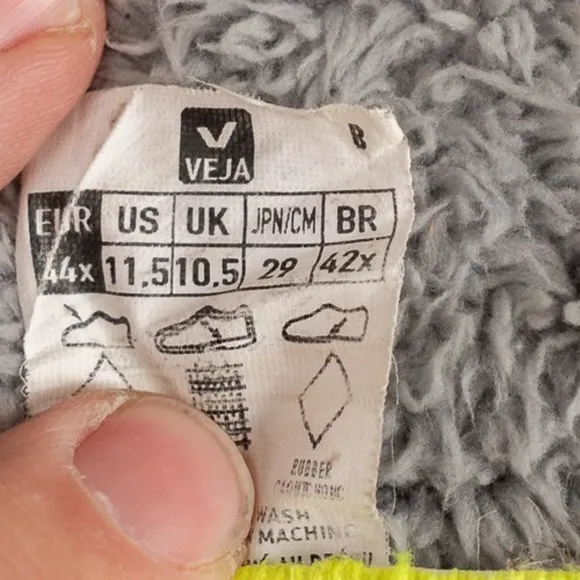 B
VEJA
EUR US UK JPN/CM BR
44x 11.5 10.5 29 42x
RUBBER
WASH
MACHINE